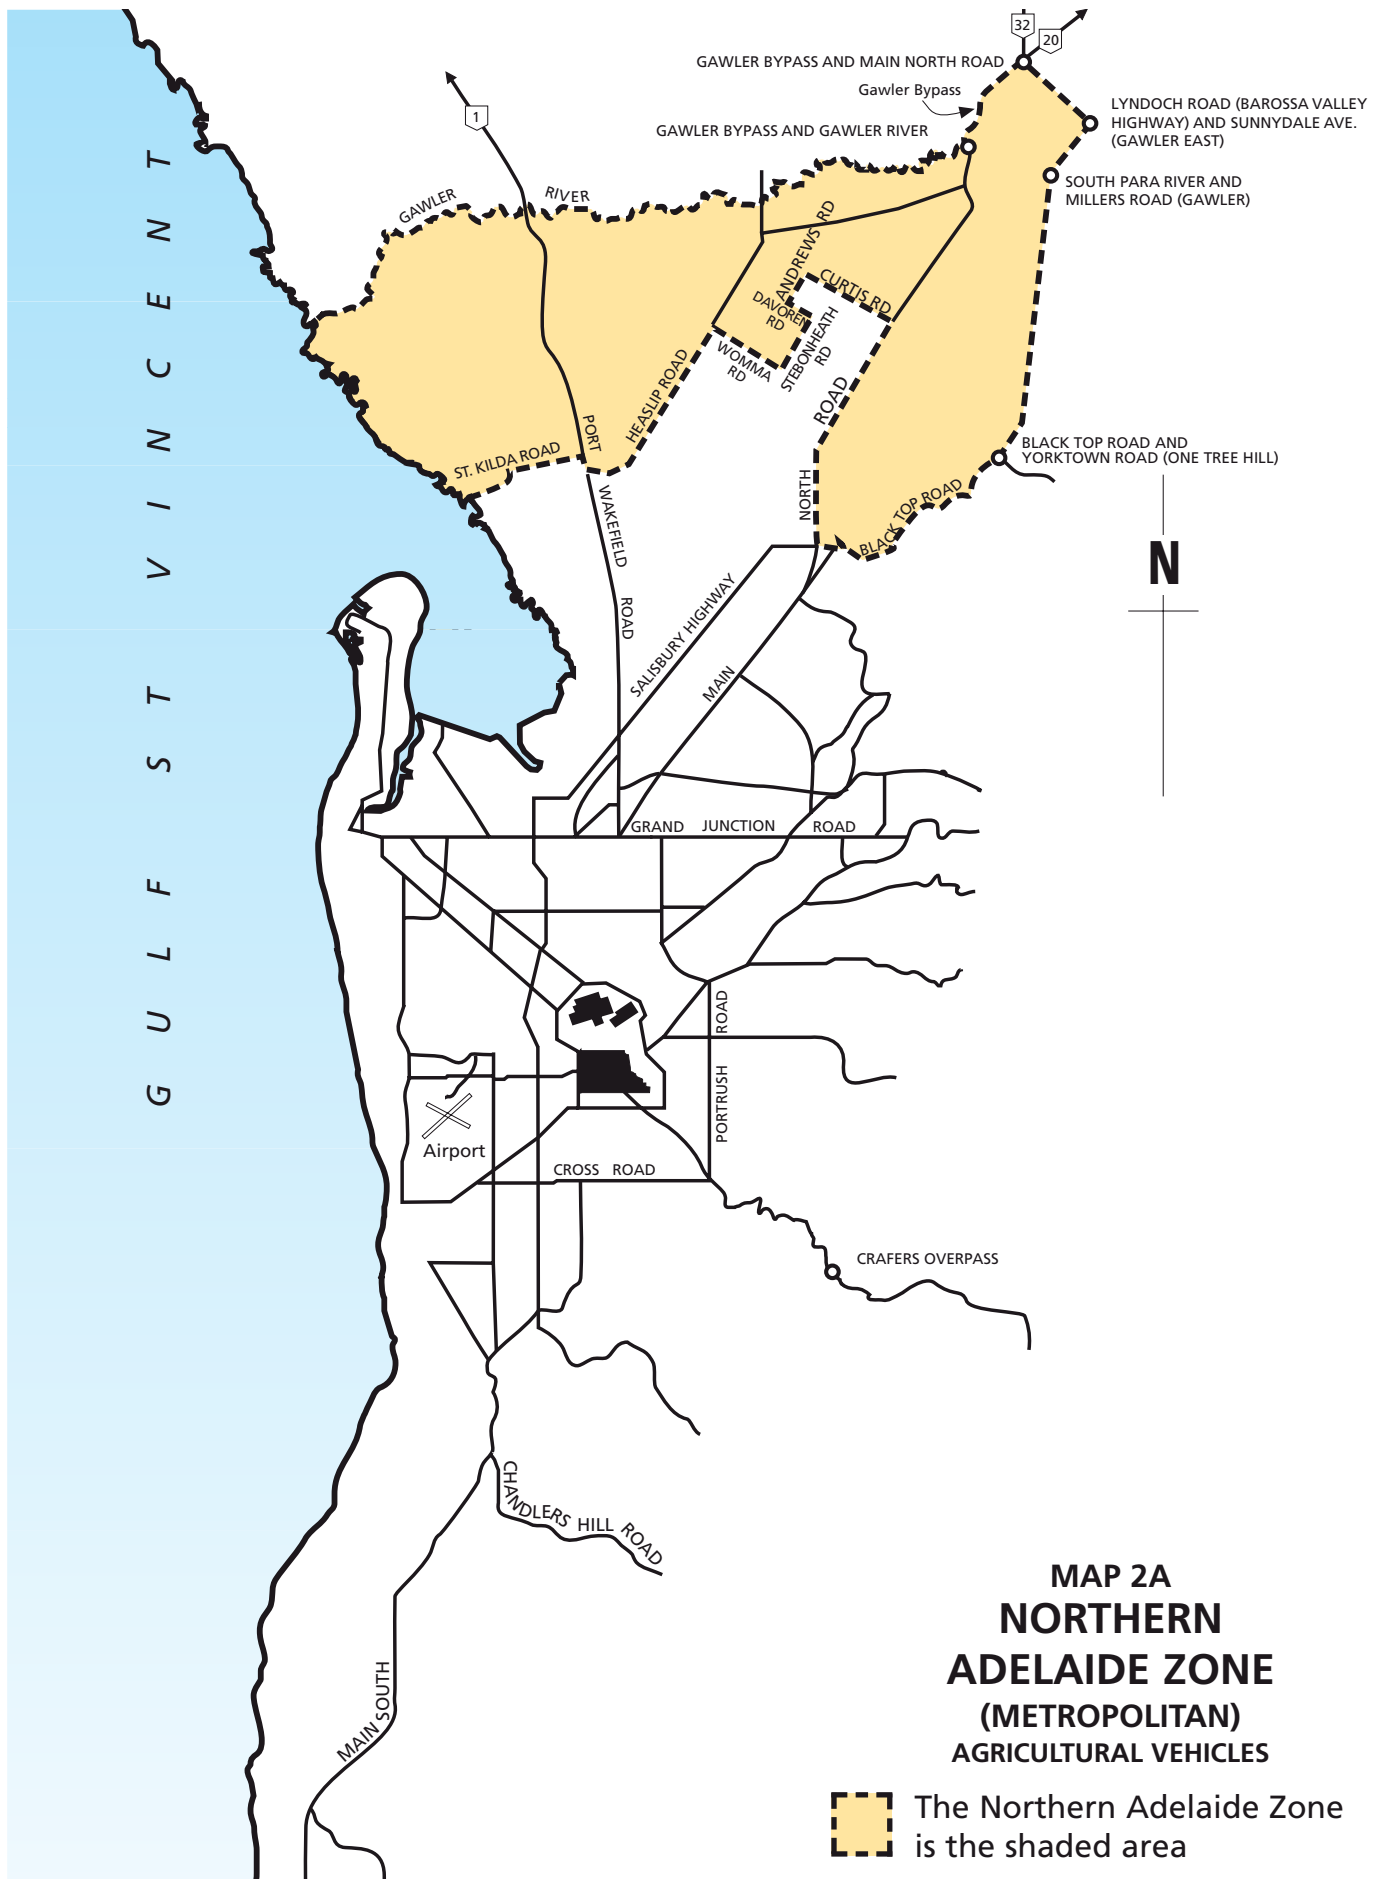 32
20
GAWLER BYPASS AND MAIN NORTH ROAD
Gawler Bypass
LYNDOCH ROAD (BAROSSA VALLEY
HIGHWAY) AND SUNNYDALE AVE.
(GAWLER EAST)
1
GAWLER BYPASS AND GAWLER RIVER
SOUTH PARA RIVER AND
MILLERS ROAD (GAWLER)
GAWLER RIVER
ANDREWS RD
CURTIS RD
DAVOREN
RD
STEBONHEATH
RD
WOMMA
RD
HEASLIP ROAD
PORT WAKEFIELD ROAD
ST. KILDA ROAD
MAIN NORTH ROAD
BLACK TOP ROAD AND
YORKTOWN ROAD (ONE TREE HILL)
BLACK TOP ROAD
N
SALISBURY HIGHWAY
GULF ST VINCENT
GRAND JUNCTION ROAD
PORTRUSH ROAD
Airport
CROSS ROAD
CRAFERS OVERPASS
CHANDLERS HILL ROAD
MAIN SOUTH
MAP 2A
NORTHERN
ADELAIDE ZONE
(METROPOLITAN)
AGRICULTURAL VEHICLES
The Northern Adelaide Zone
is the shaded area